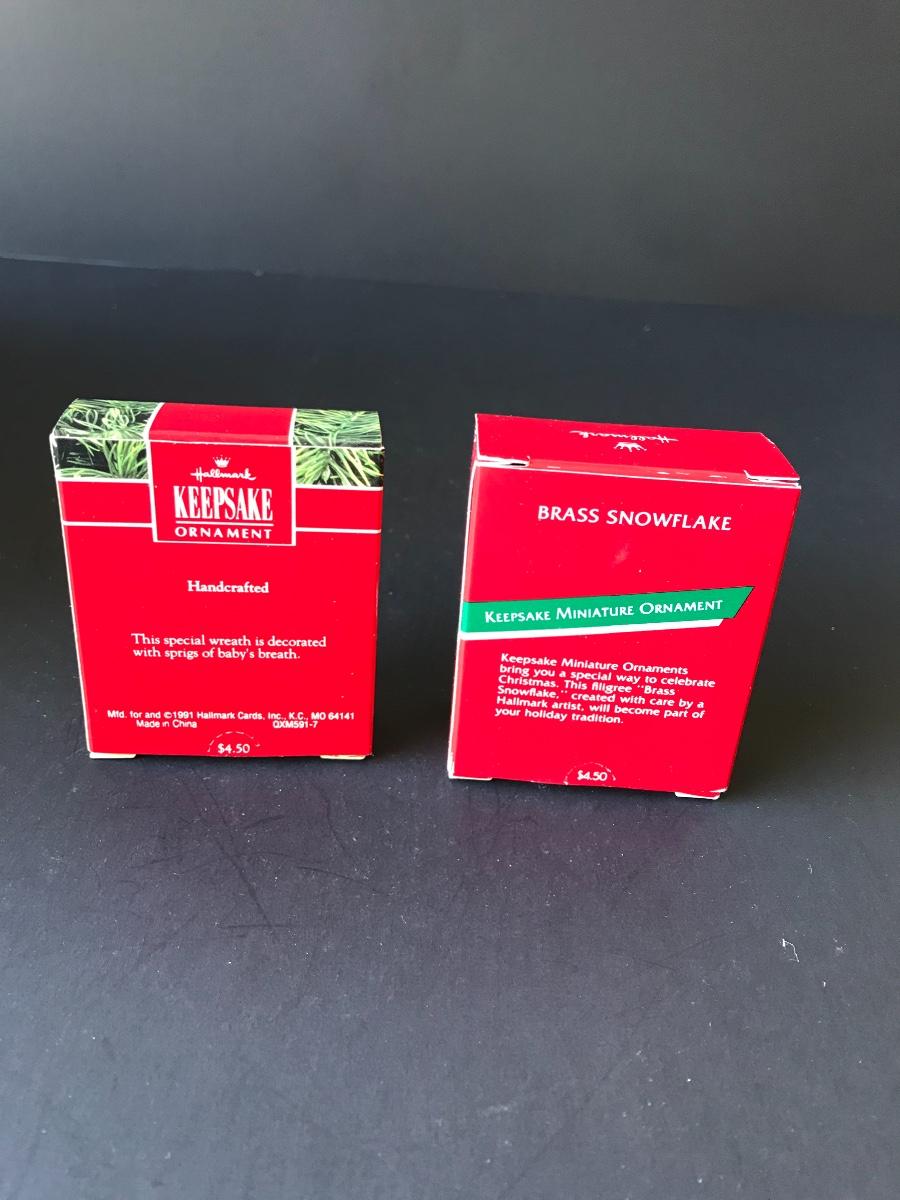 Hallmark
KEEPSAKE
ORNAMENT
Handcrafted
This special wreath is decorated
with sprigs of baby's breath.
Mfd. for and ©1991 Hallmark Cards, Inc., K.C., MO 64141
Made in China QXM591-7
$4.50
Hallmark
BRASS SNOWFLAKE
KEEPSAKE MINIATURE ORNAMENT
Keepsake Miniature Ornaments
bring you a special way to celebrate
Christmas. This filigree "Brass
Snowflake," created with care by a
Hallmark artist, will become part of
your holiday tradition.
$4.50